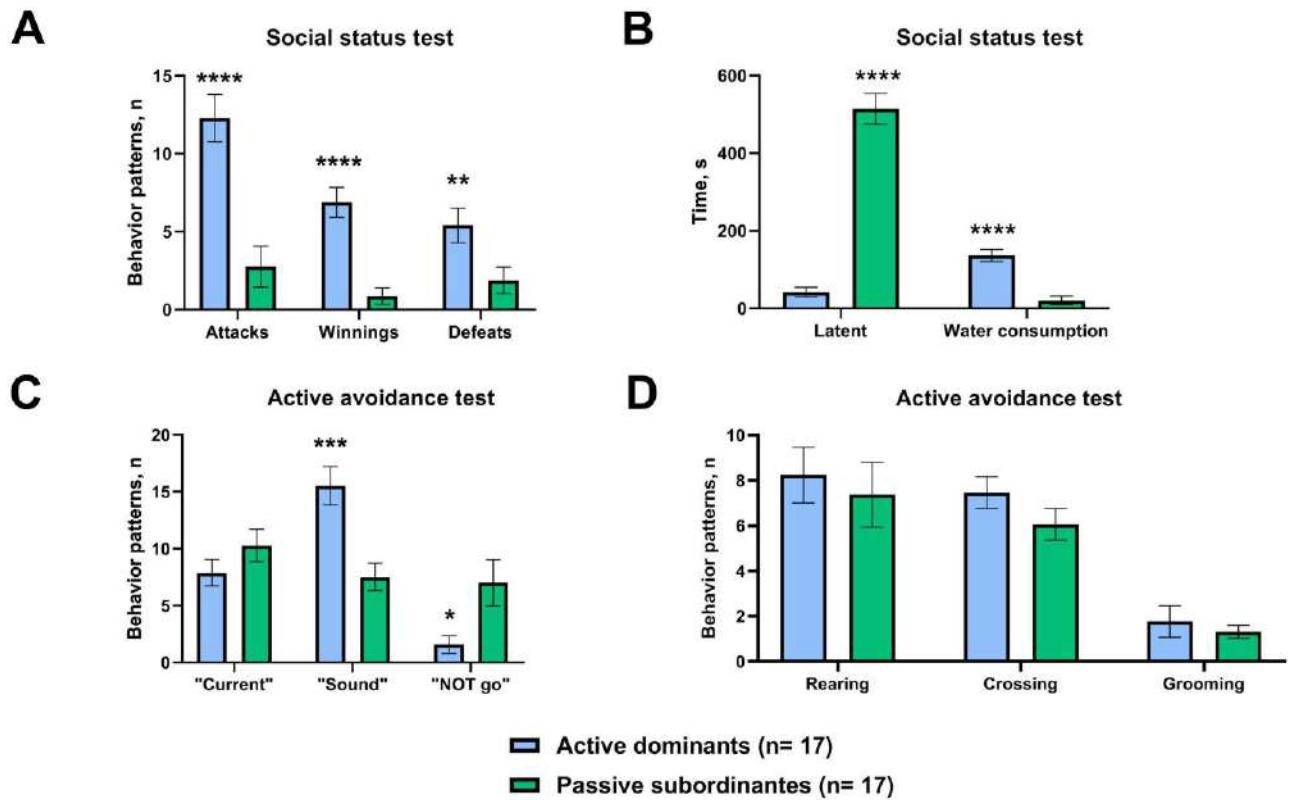 A
Social status test
Behavior patterns, n
15
10
5
0
****
****
**
Attacks Winnings Defeats
B
Social status test
Time, s
600
400
200
0
****
****
Latent Water consumption
C
Active avoidance test
Behavior patterns, n
20
15
10
5
0
***
*
"Current" "Sound" "NOT go"
D
Active avoidance test
Behavior patterns, n
10
8
6
4
2
0
Rearing Crossing Grooming
Active dominants (n= 17)
Passive subordinantes (n= 17)